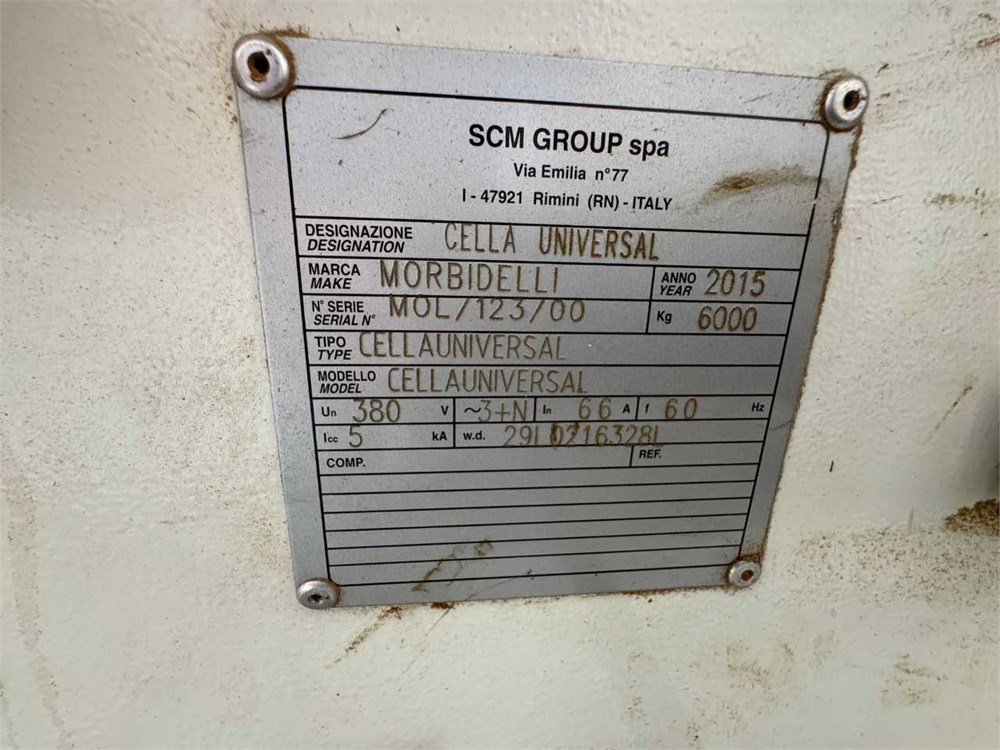 SCM GROUP spa
Via Emilia n°77
I - 47921 Rimini (RN) - ITALY
DESIGNAZIONE
DESIGNATION CELLA UNIVERSAL
MARCA
MAKE MORBIDELLI ANNO
YEAR 2015
N° SERIE
SERIAL N° MOL/123/00 Kg 6000
TIPO
TYPE CELLAUNIVERSAL
MODELLO
MODEL CELLAUNIVERSAL
Un 380 V ~3+N In 66 A f 60 Hz
Icc 5 kA w.d.
COMP. REF.